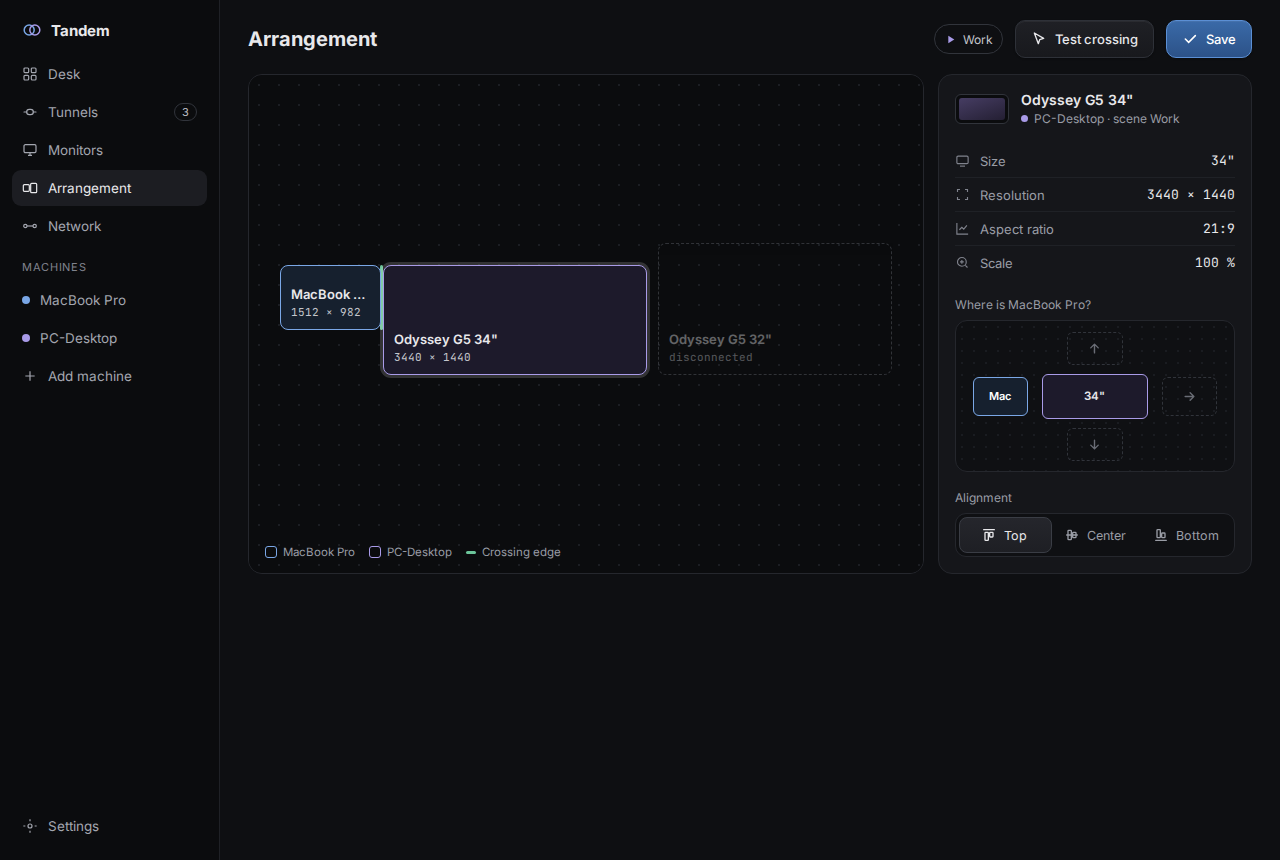 Tandem
Desk
Tunnels 3
Monitors
Arrangement
Network
MACHINES
MacBook Pro
PC-Desktop
Add machine
Settings
Arrangement
Work
Test crossing
Save
MacBook ...
1512 × 982
Odyssey G5 34"
3440 × 1440
Odyssey G5 32"
disconnected
MacBook Pro PC-Desktop Crossing edge
Odyssey G5 34"
PC-Desktop · scene Work
Size 34"
Resolution 3440 × 1440
Aspect ratio 21:9
Scale 100 %
Where is MacBook Pro?
Mac 34"
Alignment
Top Center Bottom